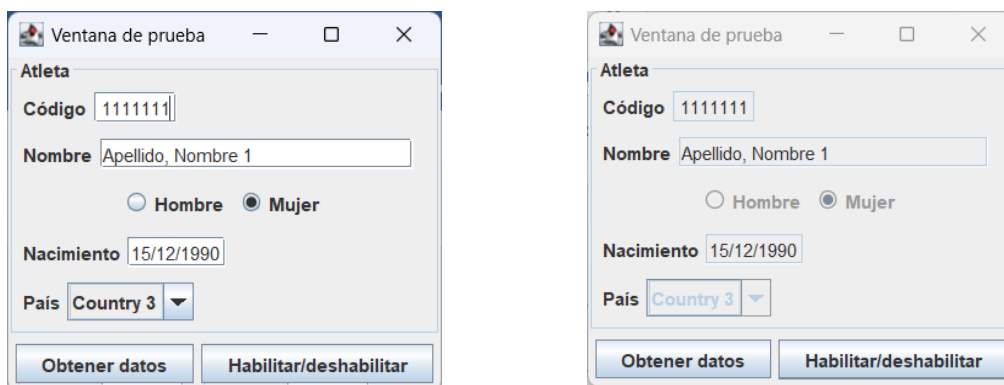 Ventana de prueba
Atleta
Código 1111111
Nombre Apellido, Nombre 1
Hombre Mujer
Nacimiento 15/12/1990
País Country 3
Obtener datos Habilitar/deshabilitar
Ventana de prueba
Atleta
Código 1111111
Nombre Apellido, Nombre 1
Hombre Mujer
Nacimiento 15/12/1990
País Country 3
Obtener datos Habilitar/deshabilitar